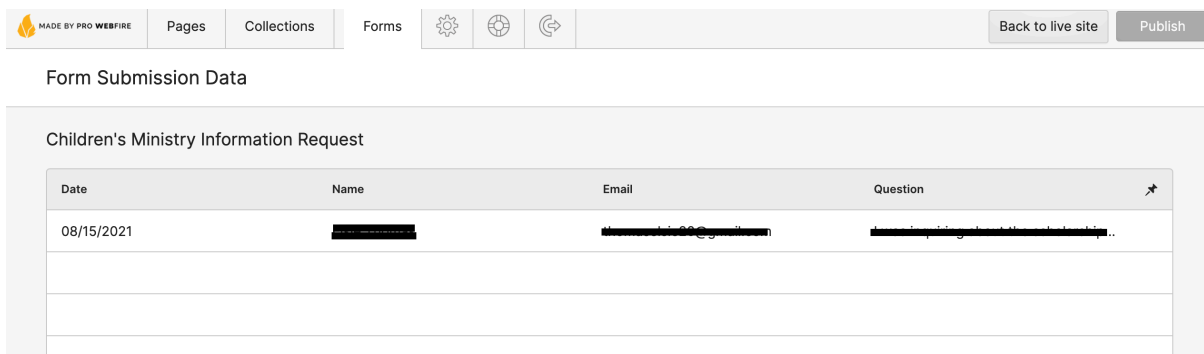 MADE BY PRO WEBFIRE Pages Collections Forms Back to live site Publish
Form Submission Data
Children's Ministry Information Request
Date Name Email Question
08/15/2021